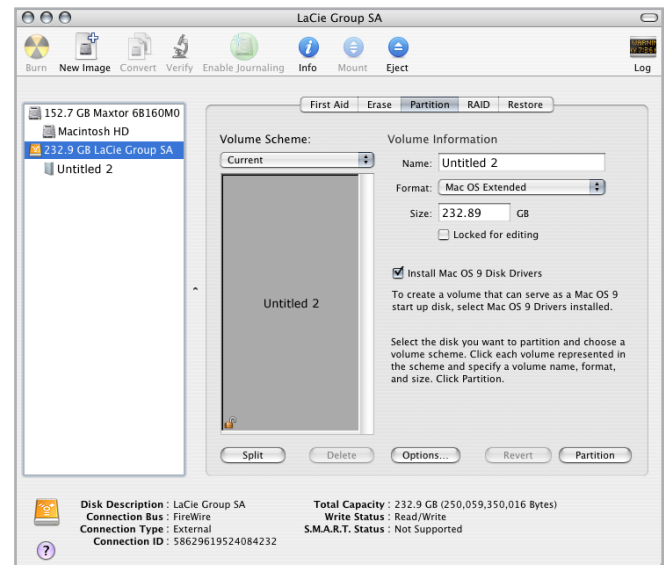 LaCie Group SA
Burn New Image Convert Verify Enable Journaling Info Mount Eject Log
First Aid Erase Partition RAID Restore
152.7 GB Maxtor 6B160M0
Macintosh HD
232.9 GB LaCie Group SA
Untitled 2
Volume Scheme:
Current
Untitled 2
Volume Information
Name: Untitled 2
Format: Mac OS Extended
Size: 232.89 GB
Locked for editing
Install Mac OS 9 Disk Drivers
To create a volume that can serve as a Mac OS 9
start up disk, select Mac OS 9 Drivers installed.
Select the disk you want to partition and choose a
volume scheme. Click each volume represented in
the scheme and specify a volume name, format,
and size. Click Partition.
Split Delete Options... Revert Partition
Disk Description : LaCie Group SA
Connection Bus : FireWire
Connection Type : External
Connection ID : 58629619524084232
Total Capacity : 232.9 GB (250,059,350,016 Bytes)
Write Status : Read/Write
S.M.A.R.T. Status : Not Supported
?